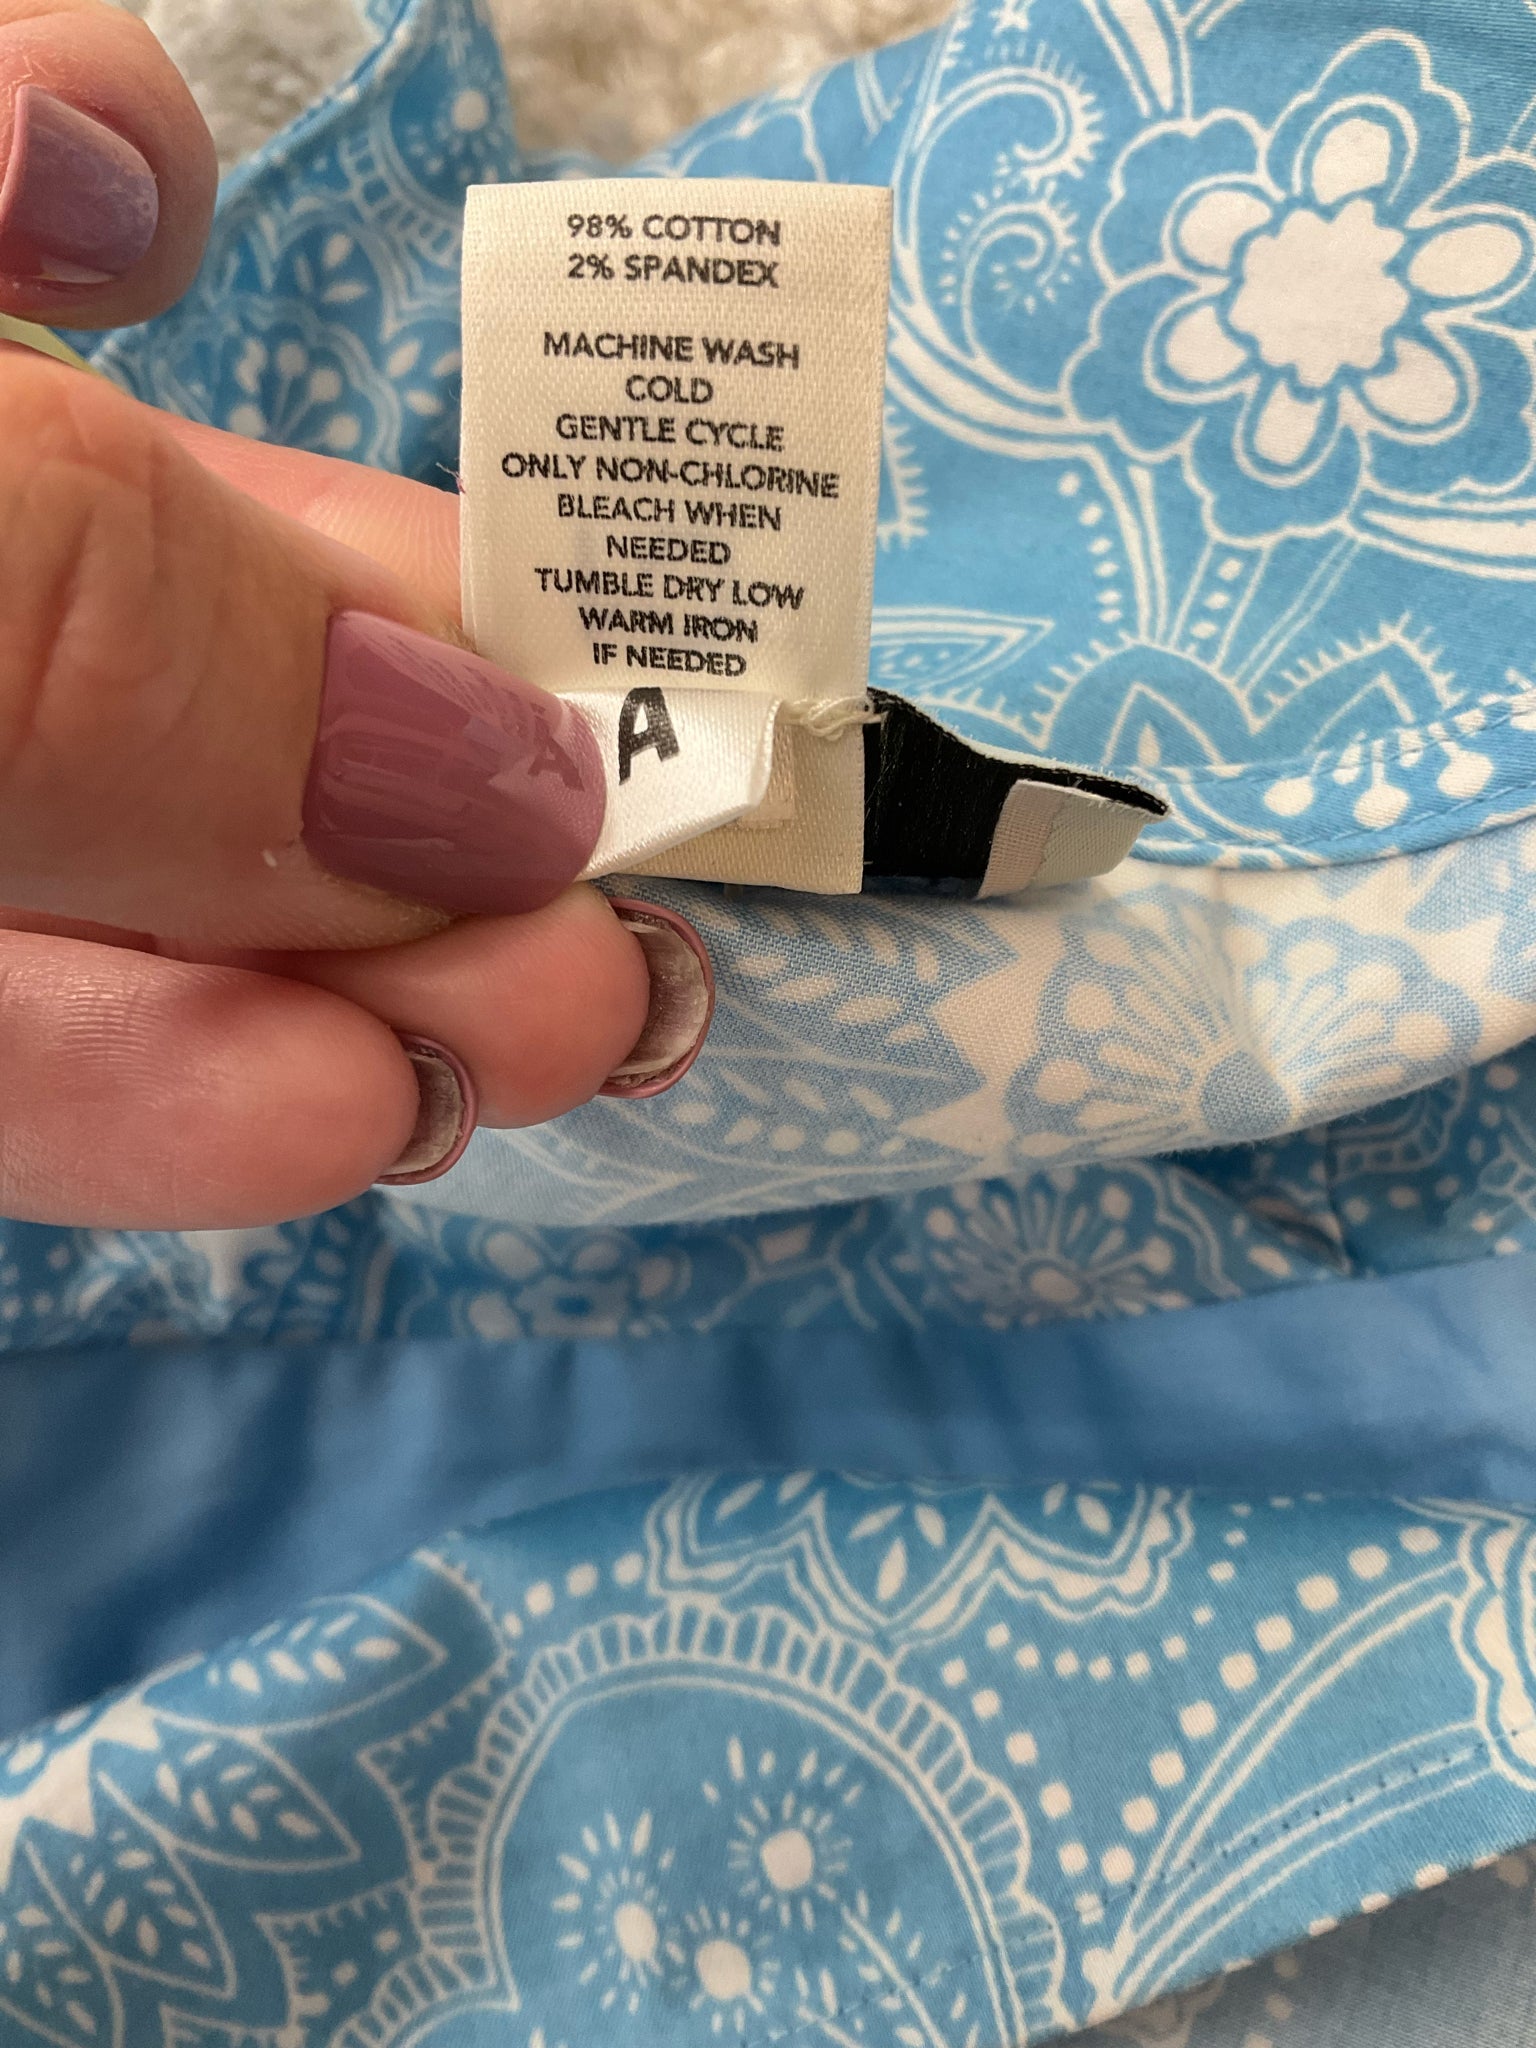 98% COTTON
2% SPANDEX
MACHINE WASH
COLD
GENTLE CYCLE
ONLY NON-CHLORINE
BLEACH WHEN
NEEDED
TUMBLE DRY LOW
WARM IRON
IF NEEDED
A